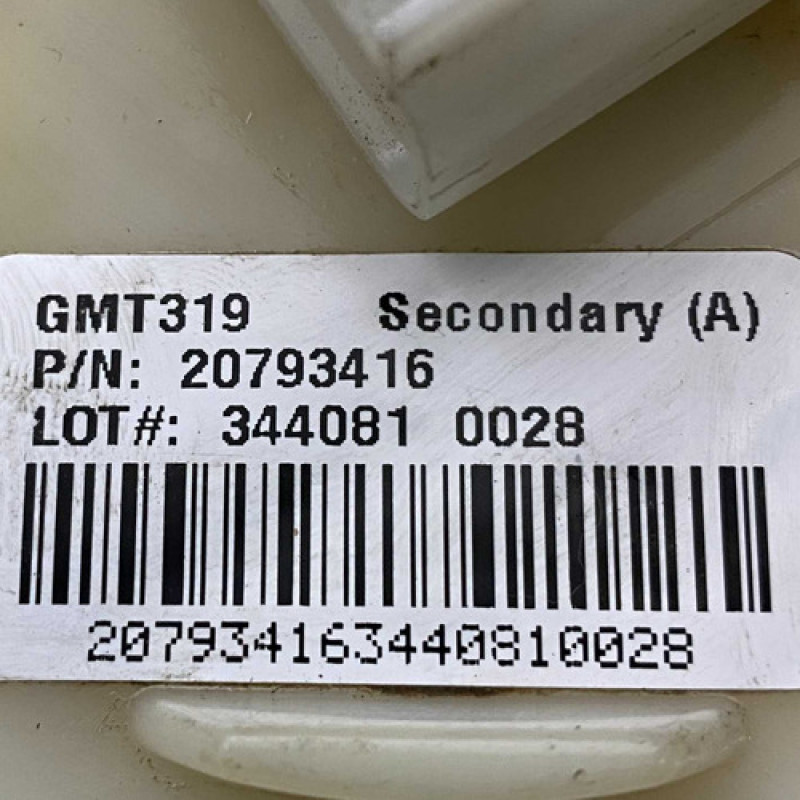 GMT319 Secondary (A)
P/N: 20793416
LOT#: 344081 0028
207934163440810028